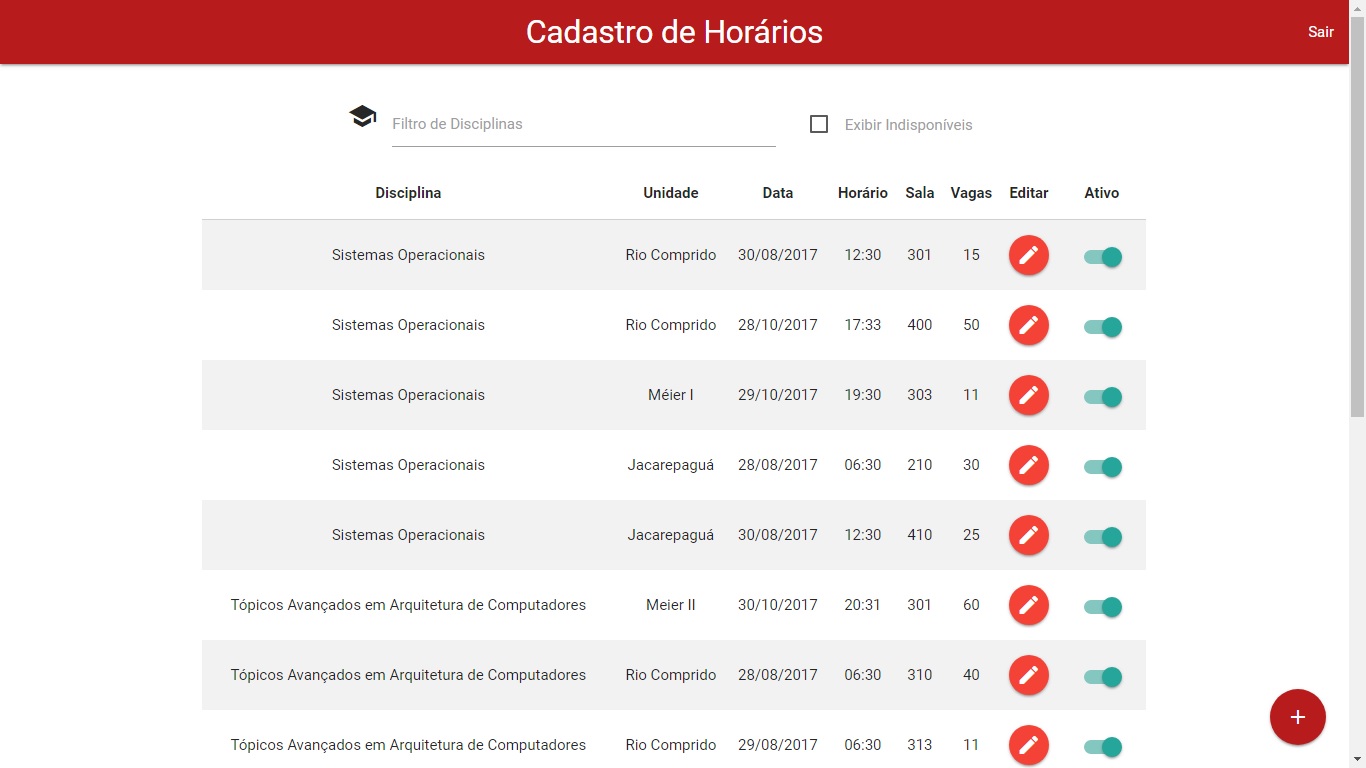 Cadastro de Horários
Sair
Filtro de Disciplinas
Exibir Indisponíveis
Disciplina Unidade Data Horário Sala Vagas Editar Ativo
Sistemas Operacionais Rio Comprido 30/08/2017 12:30 301 15
Sistemas Operacionais Rio Comprido 28/10/2017 17:33 400 50
Sistemas Operacionais Méier I 29/10/2017 19:30 303 11
Sistemas Operacionais Jacarepaguá 28/08/2017 06:30 210 30
Sistemas Operacionais Jacarepaguá 30/08/2017 12:30 410 25
Tópicos Avançados em Arquitetura de Computadores Meier II 30/10/2017 20:31 301 60
Tópicos Avançados em Arquitetura de Computadores Rio Comprido 28/08/2017 06:30 310 40
Tópicos Avançados em Arquitetura de Computadores Rio Comprido 29/08/2017 06:30 313 11